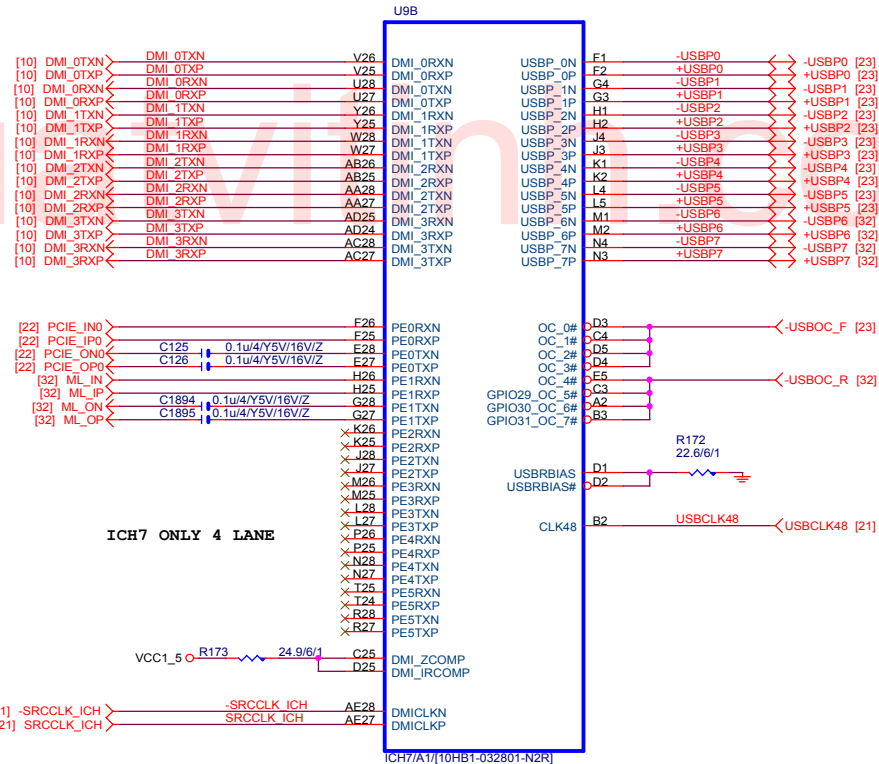 U9B
[10] DMI_0TXN DMI_0TXN V26 DMI_0RXN USBP_0N F1 -USBP0 -USBP0 [23]
[10] DMI_0TXP DMI_0TXP V25 DMI_0RXP USBP_0P F2 +USBP0 +USBP0 [23]
[10] DMI_0RXN DMI_0RXN U28 DMI_0TXN USBP_1N G4 -USBP1 -USBP1 [23]
[10] DMI_0RXP DMI_0RXP U27 DMI_0TXP USBP_1P G3 +USBP1 +USBP1 [23]
[10] DMI_1TXN DMI_1TXN Y26 DMI_1RXN USBP_2N H1 -USBP2 -USBP2 [23]
[10] DMI_1TXP DMI_1TXP Y25 DMI_1RXP USBP_2P H2 +USBP2 +USBP2 [23]
[10] DMI_1RXN DMI_1RXN W28 DMI_1TXN USBP_3N J4 -USBP3 -USBP3 [23]
[10] DMI_1RXP DMI_1RXP W27 DMI_1TXP USBP_3P J3 +USBP3 +USBP3 [23]
[10] DMI_2TXN DMI_2TXN AB26 DMI_2RXN USBP_4N K1 -USBP4 -USBP4 [23]
[10] DMI_2TXP DMI_2TXP AB25 DMI_2RXP USBP_4P K2 +USBP4 +USBP4 [23]
[10] DMI_2RXN DMI_2RXN AA28 DMI_2TXN USBP_5N L4 -USBP5 -USBP5 [23]
[10] DMI_2RXP DMI_2RXP AA27 DMI_2TXP USBP_5P L5 +USBP5 +USBP5 [23]
[10] DMI_3TXN DMI_3TXN AD25 DMI_3RXN USBP_6N M1 -USBP6 -USBP6 [32]
[10] DMI_3TXP DMI_3TXP AD24 DMI_3RXP USBP_6P M2 +USBP6 +USBP6 [32]
[10] DMI_3RXN DMI_3RXN AC28 DMI_3TXN USBP_7N N4 -USBP7 -USBP7 [32]
[10] DMI_3RXP DMI_3RXP AC27 DMI_3TXP USBP_7P N3 +USBP7 +USBP7 [32]
[22] PCIE_IN0 F26 PE0RXN OC_0# D3 -USBOC_F [23]
[22] PCIE_IP0 F25 PE0RXP OC_1# C4
[22] PCIE_ON0 C125 0.1u/4/Y5V/16V/Z E28 PE0TXN OC_2# D5
[22] PCIE_OP0 C126 0.1u/4/Y5V/16V/Z E27 PE0TXP OC_3# D4
[32] ML_IN H26 PE1RXN OC_4# E5 -USBOC_R [32]
[32] ML_IP H25 PE1RXP GPIO29_OC_5# C3
[32] ML_ON C1894 0.1u/4/Y5V/16V/Z G28 PE1TXN GPIO30_OC_6# A2
[32] ML_OP C1895 0.1u/4/Y5V/16V/Z G27 PE1TXP GPIO31_OC_7# B3
K26 PE2RXN
K25 PE2RXP R172
J28 PE2TXN 22.6/6/1
J27 PE2TXP USBRBIAS D1
M26 PE3RXN USBRBIAS# D2
M25 PE3RXP
L28 PE3TXN
L27 PE3TXP CLK48 B2 USBCLK48 USBCLK48 [21]
ICH7 ONLY 4 LANE
P26 PE4RXN
P25 PE4RXP
N28 PE4TXN
N27 PE4TXP
T25 PE5RXN
T24 PE5RXP
R28 PE5TXN
R27 PE5TXP
VCC1_5 R173 24.9/6/1 C25 DMI_ZCOMP
D25 DMI_IRCOMP
1] -SRCCLK_ICH -SRCCLK_ICH AE28 DMICLKN
21] SRCCLK_ICH SRCCLK_ICH AE27 DMICLKP
ICH7/A1/[10HB1-032801-N2R]